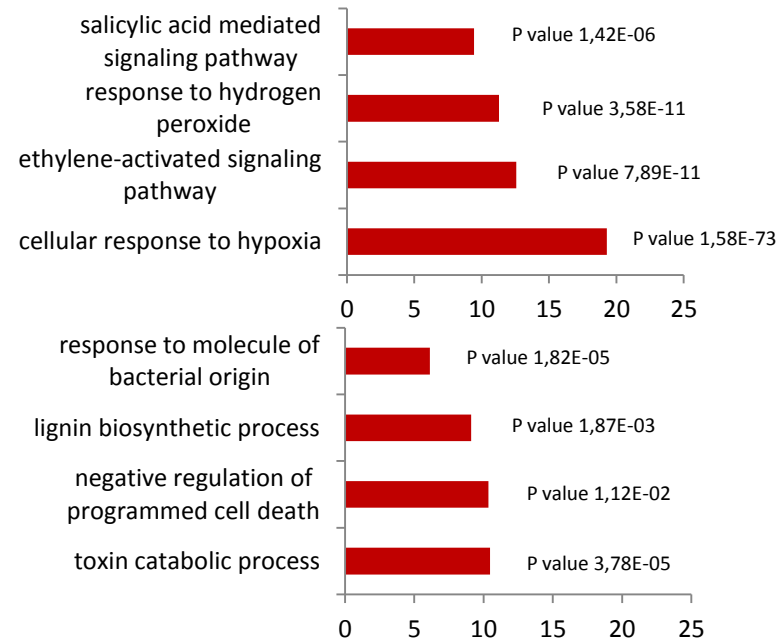 salicylic acid mediated
signaling pathway
P value 1,42E-06
response to hydrogen
peroxide
P value 3,58E-11
ethylene-activated signaling
pathway
P value 7,89E-11
cellular response to hypoxia
P value 1,58E-73
0 5 10 15 20 25
response to molecule of
bacterial origin
P value 1,82E-05
lignin biosynthetic process
P value 1,87E-03
negative regulation of
programmed cell death
P value 1,12E-02
toxin catabolic process
P value 3,78E-05
0 5 10 15 20 25